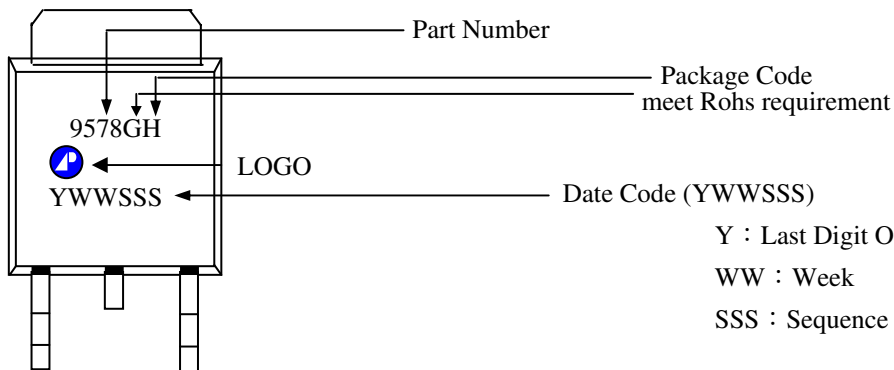 Part Number
Package Code
meet Rohs requirement
9578GH
LOGO
YWWSSS
Date Code (YWWSSS)
Y：Last Digit O
WW：Week
SSS：Sequence